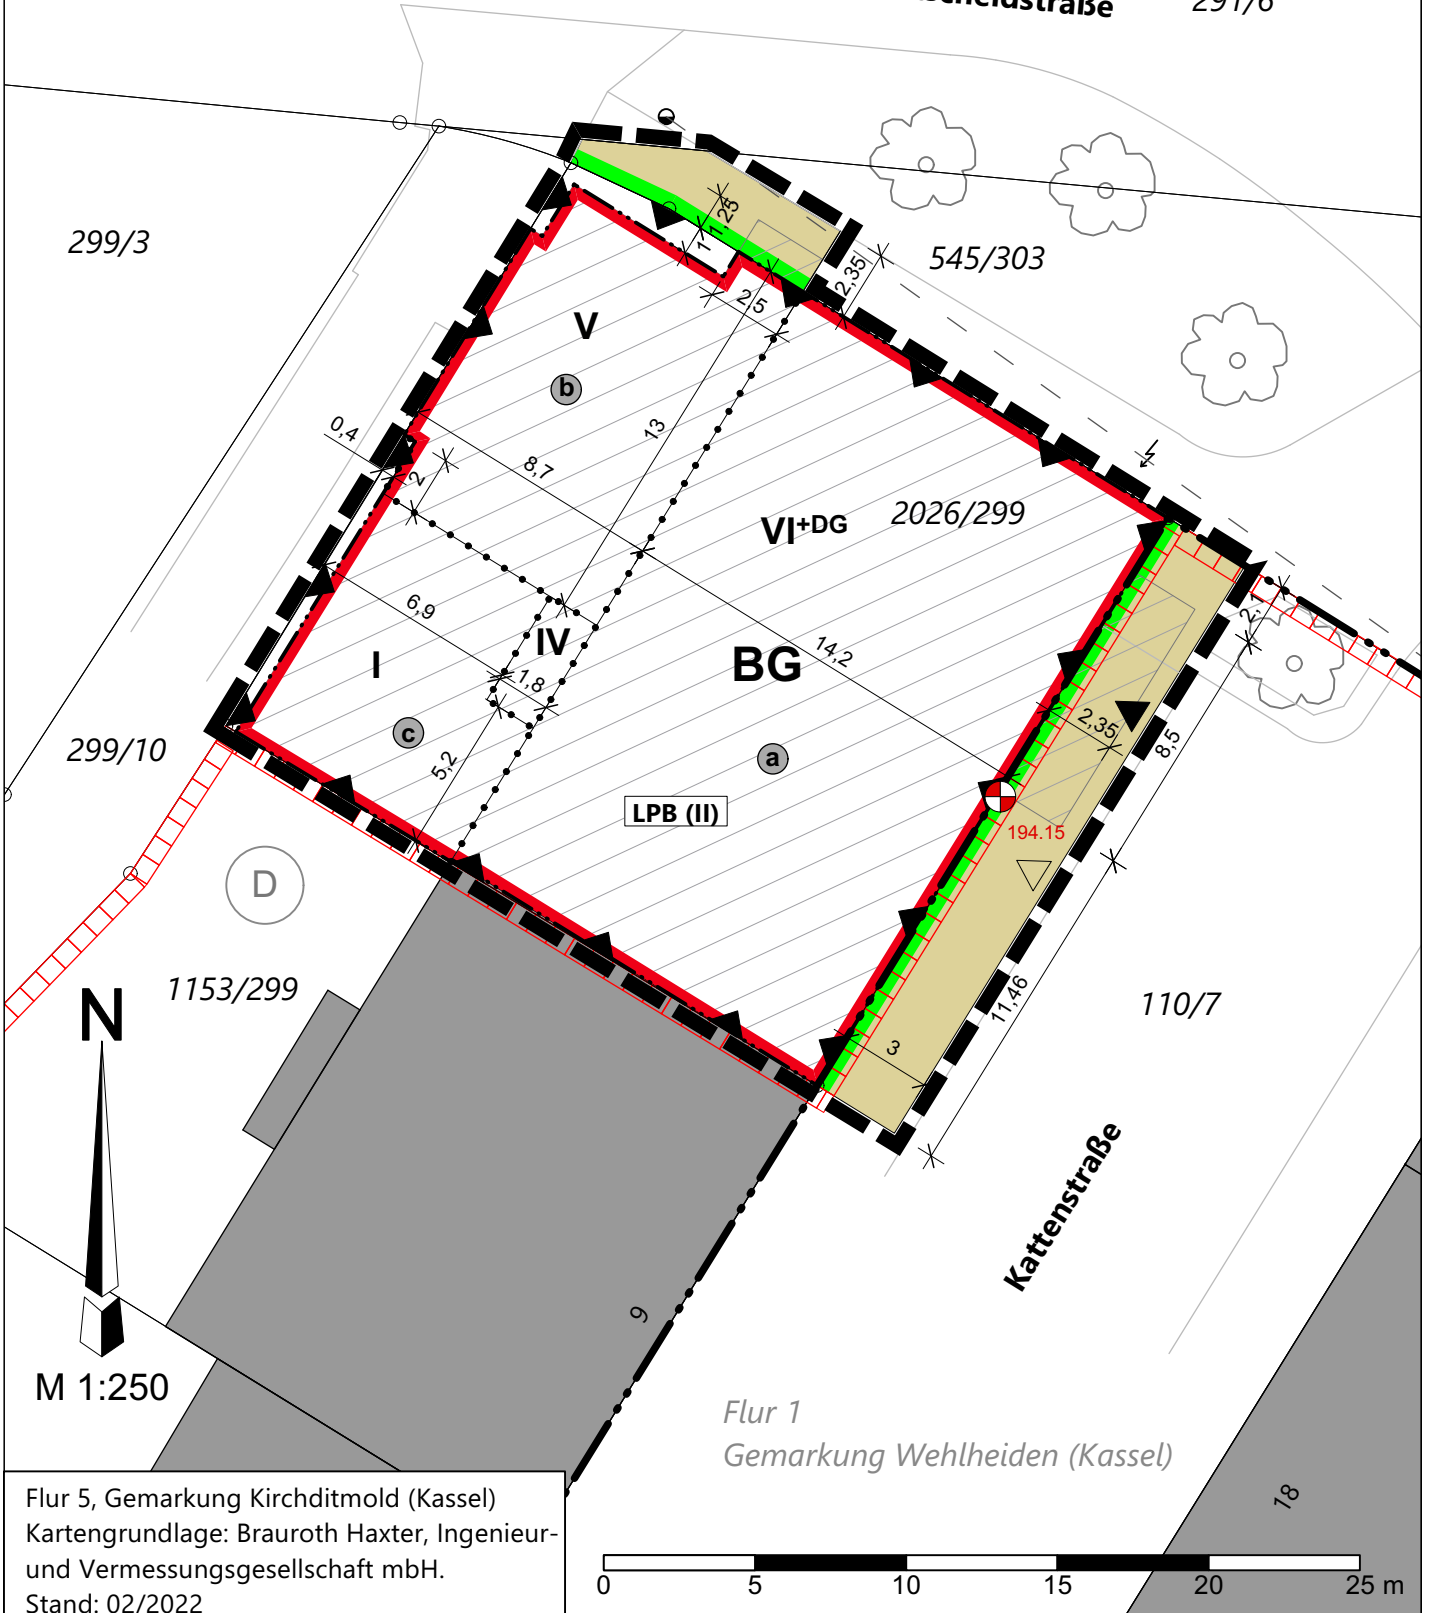 291/6
299/3
545/303
1,25
1
2,35
2,5
V
b
13
0,4
2
8,7
2026/299
VI+DG
6,9
IV
I
1,8
BG
14,2
2,1
2,35
8,5
299/10
c
5,2
a
LPB (II)
194.15
D
1153/299
N
11,46
110/7
3
Kattenstraße
9
M 1:250
Flur 1
Gemarkung Wehlheiden (Kassel)
18
Flur 5, Gemarkung Kirchditmold (Kassel)
Kartengrundlage: Brauroth Haxter, Ingenieur-
und Vermessungsgesellschaft mbH.
Stand: 02/2022
0 5 10 15 20 25 m